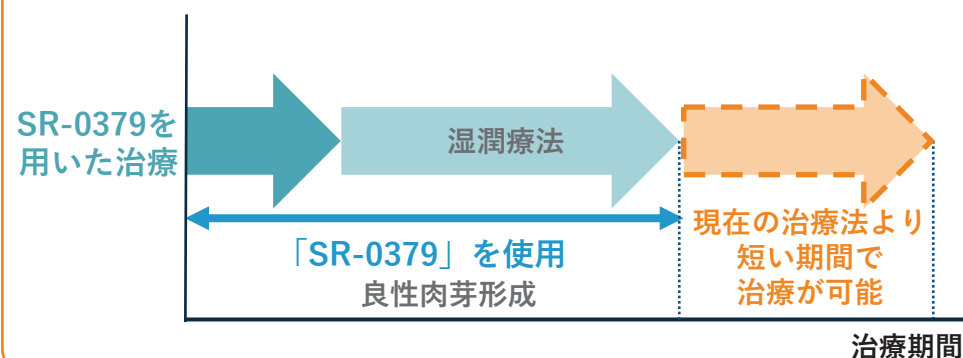 SR-0379を
用いた治療
湿潤療法
「SR-0379」を使用
良性肉芽形成
現在の治療法より
短い期間で
治療が可能
治療期間